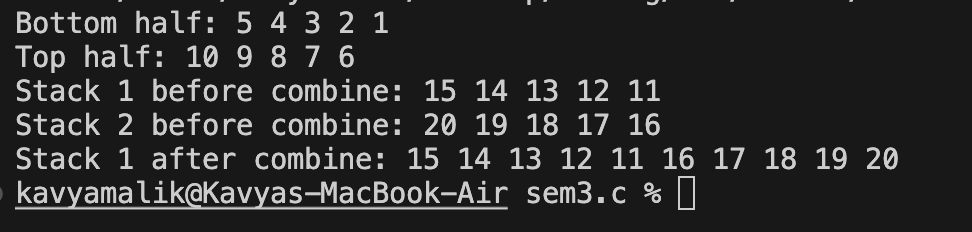 Bottom half: 5 4 3 2 1
Top half: 10 9 8 7 6
Stack 1 before combine: 15 14 13 12 11
Stack 2 before combine: 20 19 18 17 16
Stack 1 after combine: 15 14 13 12 11 16 17 18 19 20
kavyamalik@Kavyas-MacBook-Air sem3.c %